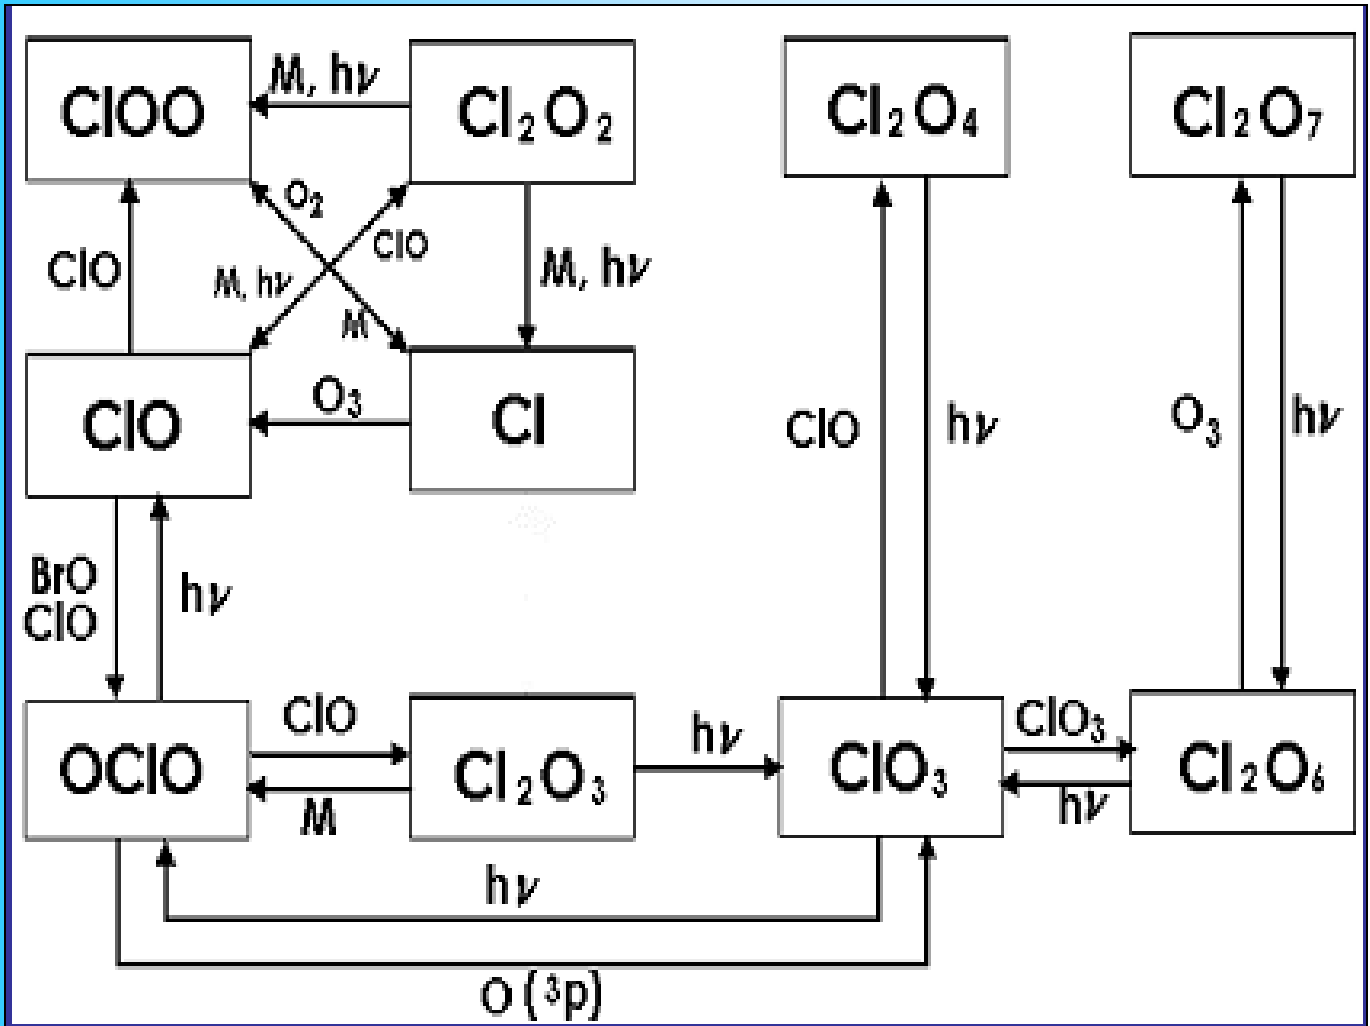 ClOO
M, hν
Cl₂O₂
Cl₂O₄
Cl₂O₇
O₂
ClO
ClO
M, hν
M, hν
M
ClO
O₃
Cl
ClO
hν
O₃
hν
BrO
ClO
hν
OClO
ClO
M
Cl₂O₃
hν
ClO₃
ClO₃
hν
Cl₂O₆
hν
O (³p)